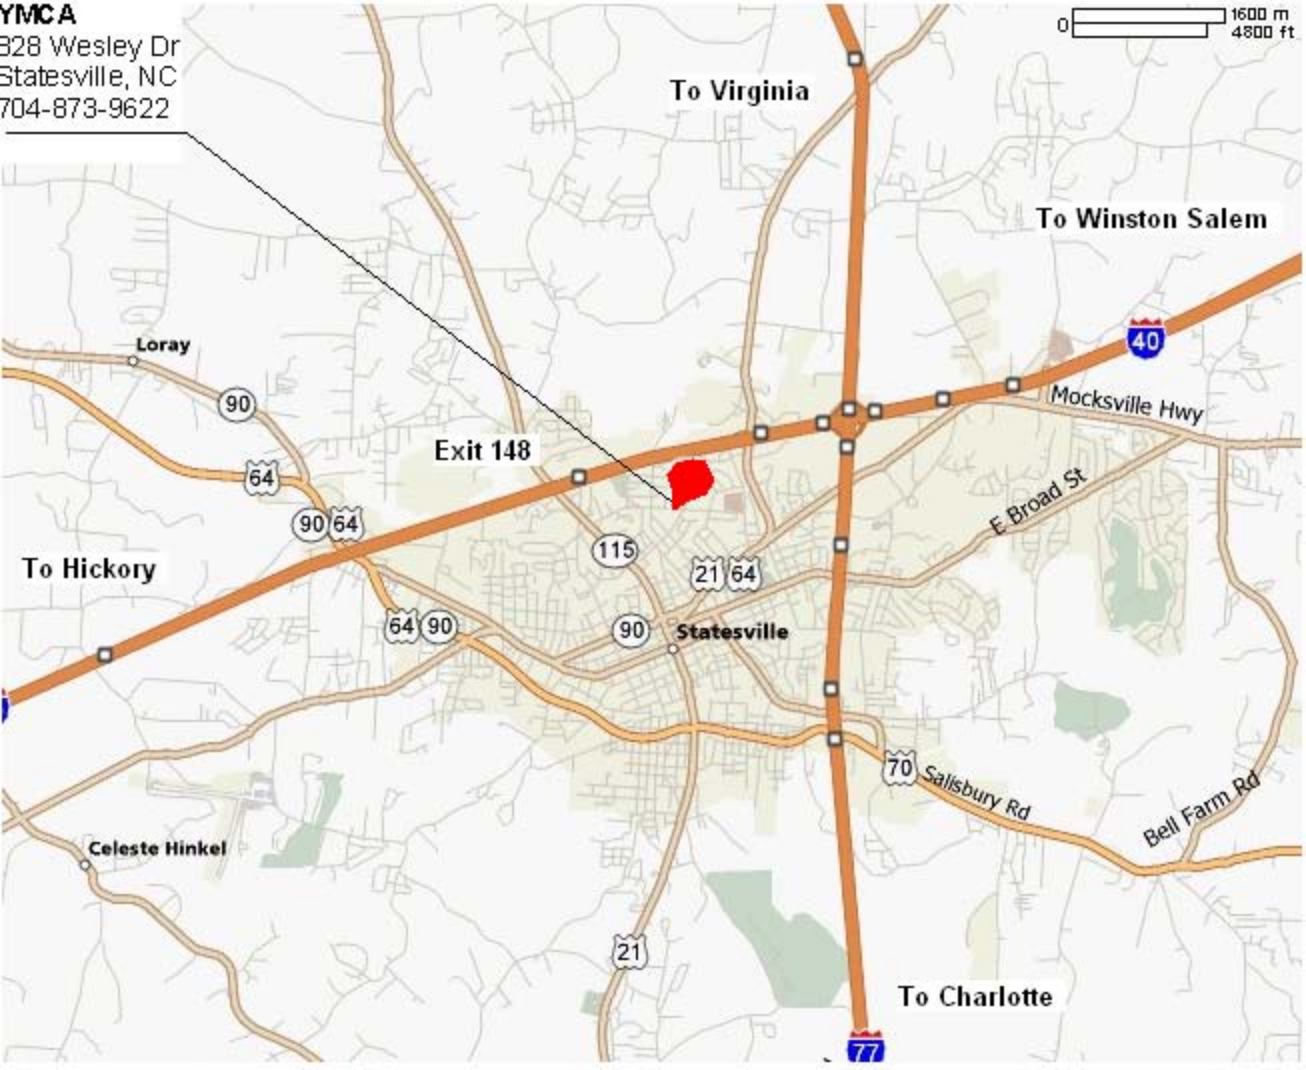 YMCA
828 Wesley Dr
Statesville, NC
704-873-9622
0
1600 m
4800 ft
To Virginia
To Winston Salem
40
Loray
90
Mocksville Hwy
Exit 148
64
E Broad St
90 64
115
To Hickory
21 64
64 90
90
Statesville
70
Salisbury Rd
Bell Farm Rd
Celeste Hinkel
21
To Charlotte
77